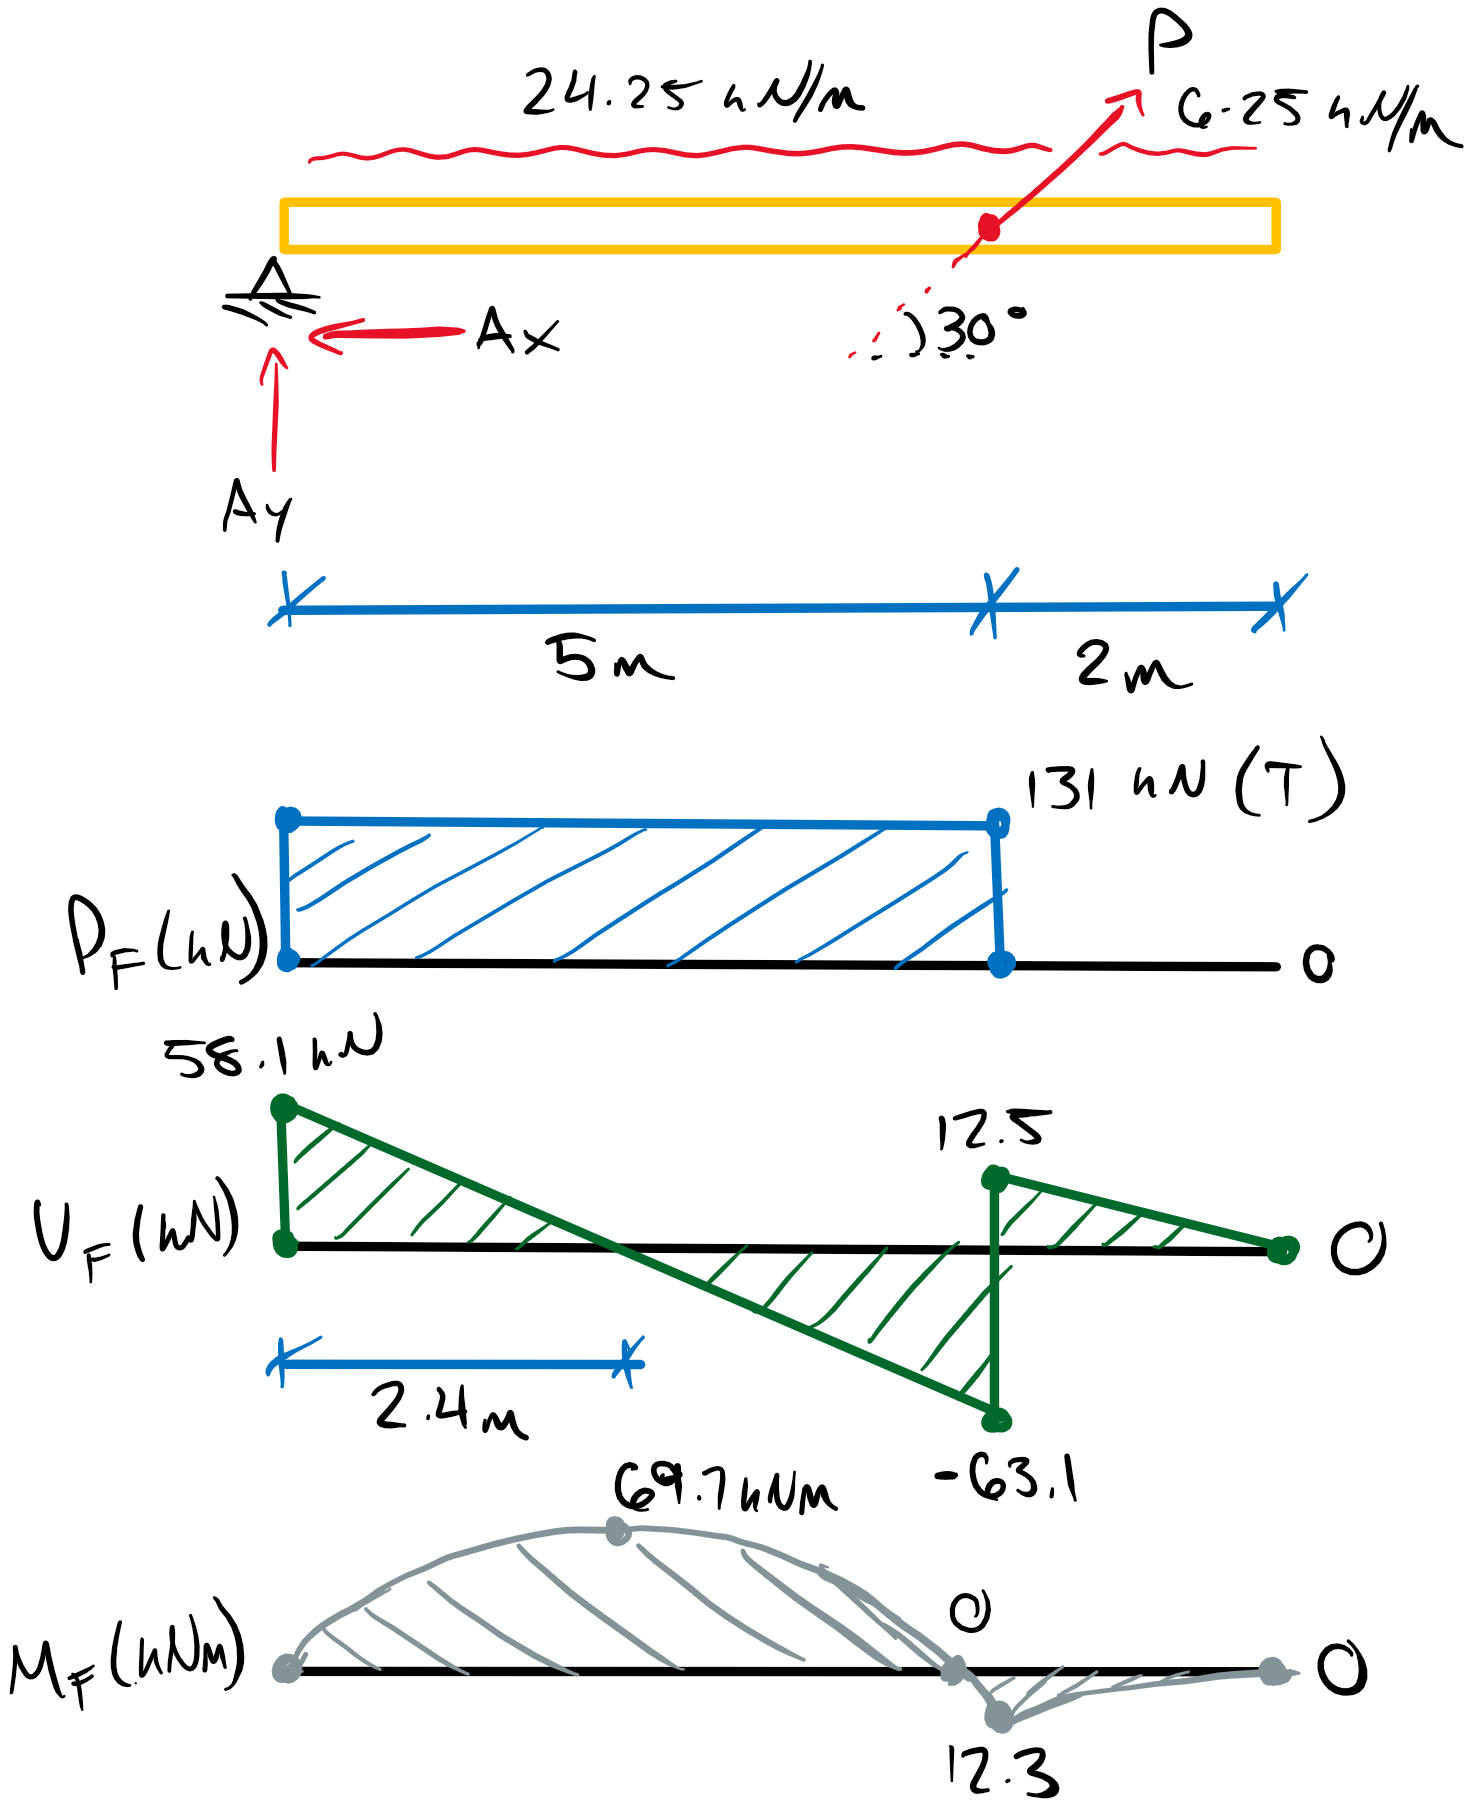 P
24.25 kN/m
6.25 kN/m
30°
Ax
Ay
5m
2m
131 kN (T)
PF (kN)
0
58.1 kN
12.5
VF (kN)
0
2.4m
-63.1
69.7 kNm
0
MF (kNm)
0
12.3